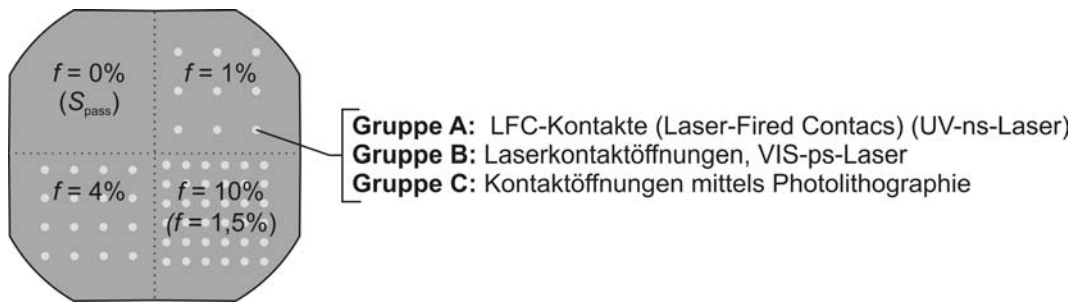 f = 0%
(Spass)
f = 1%
Gruppe A: LFC-Kontakte (Laser-Fired Contacs) (UV-ns-Laser)
Gruppe B: Laserkontaktöffnungen, VIS-ps-Laser
Gruppe C: Kontaktöffnungen mittels Photolithographie
f = 4%
f = 10%
(f = 1,5%)